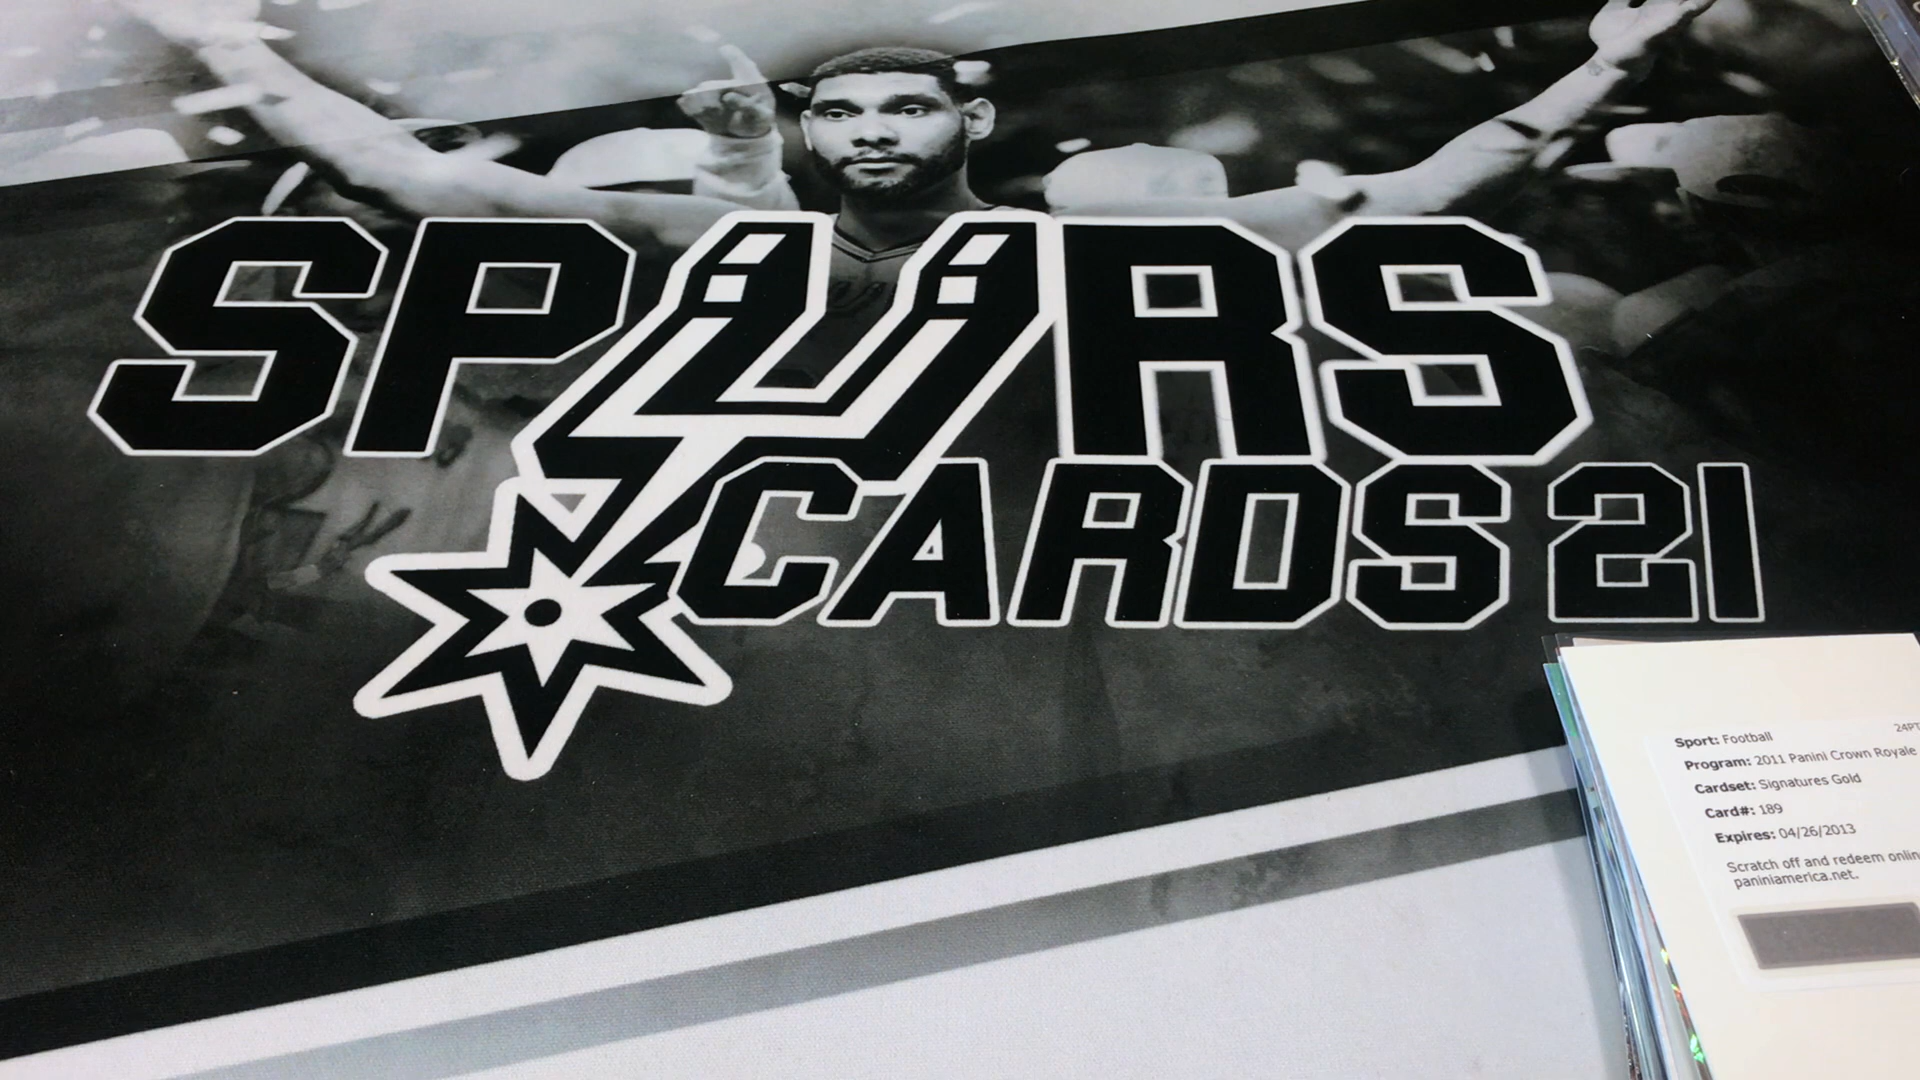 SPURS
CARDS 21
24PT
Sport: Football
Program: 2011 Panini Crown Royale
Cardset: Signatures Gold
Card#: 189
Expires: 04/26/2013
Scratch off and redeem onlin
paniniamerica.net.